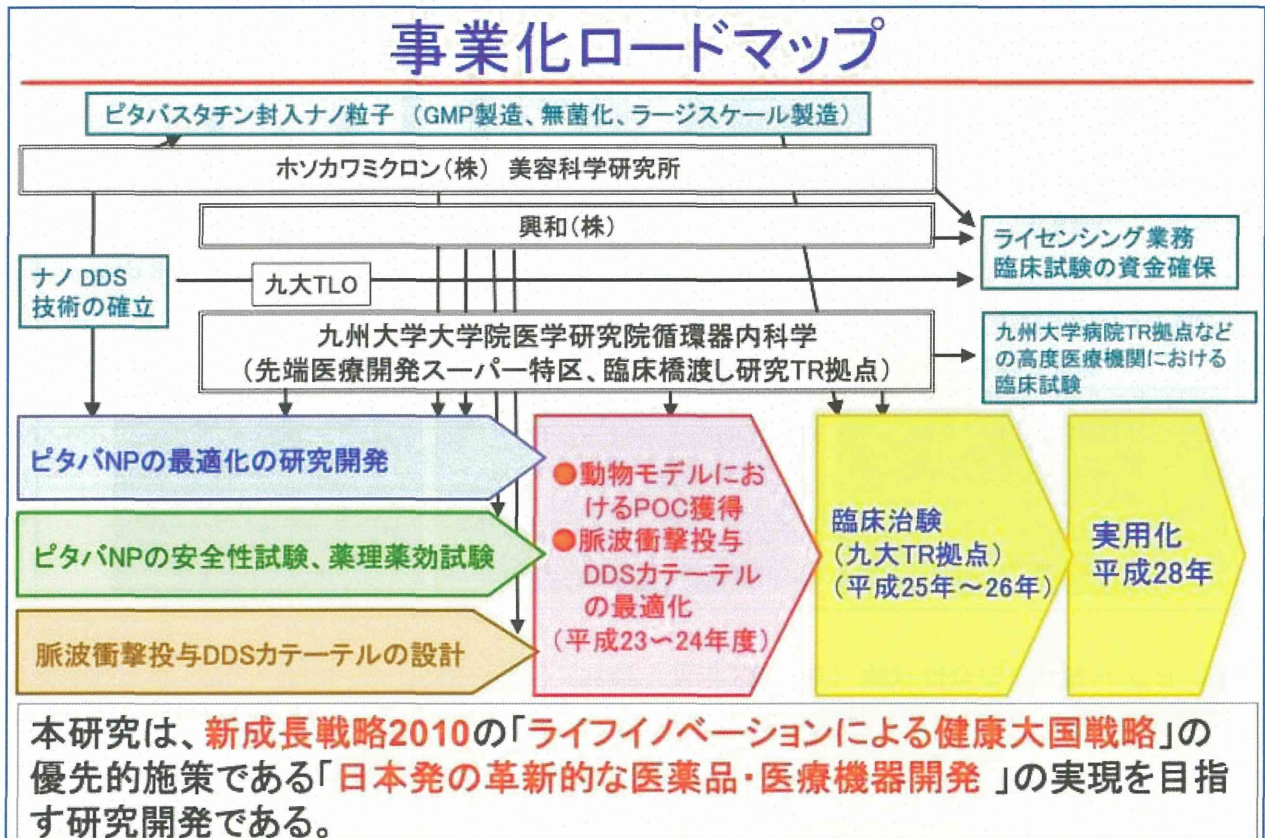 事業化ロードマップ
ピタバスタチン封入ナノ粒子 （GMP製造、無菌化、ラージスケール製造）
ホソカワミクロン(株) 美容科学研究所
興和(株)
ライセンシング業務
臨床試験の資金確保
ナノ DDS
技術の確立
九大TLO
九州大学大学院医学研究院循環器内科学
（先端医療開発スーパー特区、臨床橋渡し研究TR拠点）
九州大学病院TR拠点など
の高度医療機関における
臨床試験
ピタバNPの最適化の研究開発
ピタバNPの安全性試験、薬理薬効試験
脈波衝撃投与DDSカテーテルの設計
●動物モデルにお
けるPOC獲得
●脈波衝撃投与
DDSカテーテル
の最適化
（平成23～24年度）
臨床治験
（九大TR拠点）
（平成25年～26年）
実用化
平成28年
本研究は、新成長戦略2010の「ライフイノベーションによる健康大国戦略」の
優先的施策である「日本発の革新的な医薬品・医療機器開発 」の実現を目指
す研究開発である。